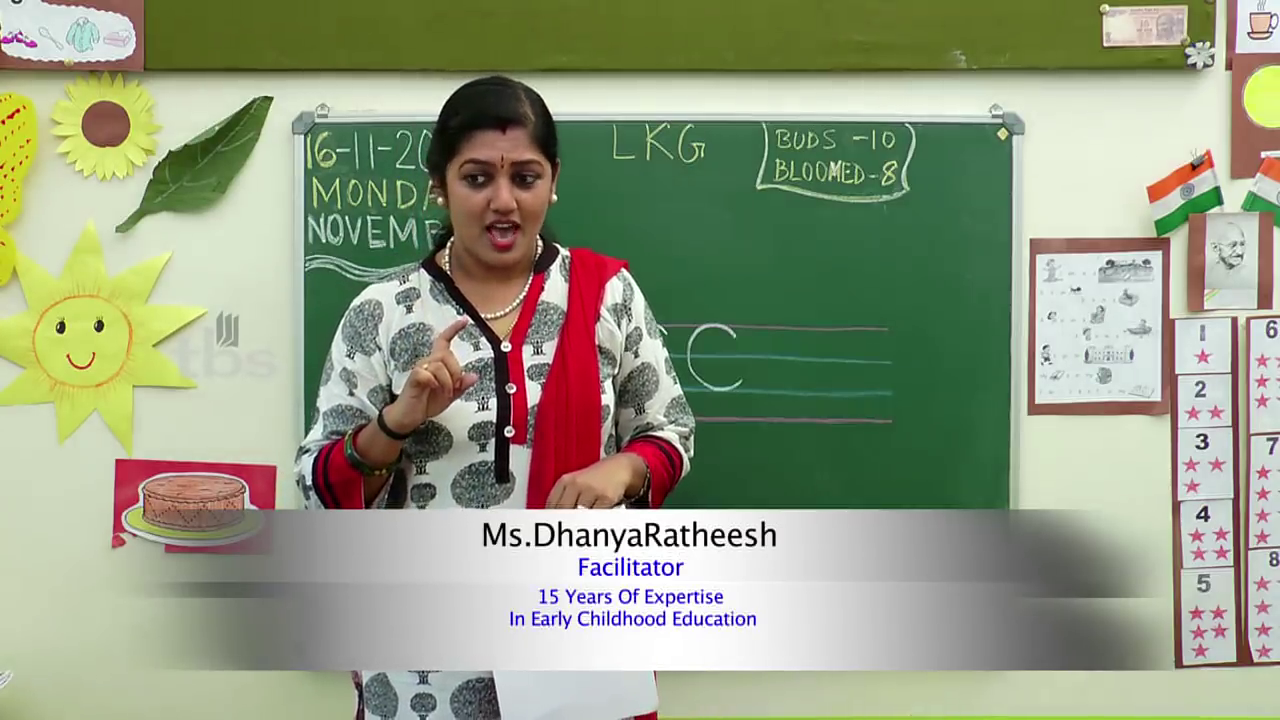 16-11-20
MONDA
NOVEMB
LKG
BUDS -10
BLOOMED-8
C
tbs
1
2
3
4
5
6
7
8
Ms.DhanyaRatheesh
Facilitator
15 Years Of Expertise
In Early Childhood Education